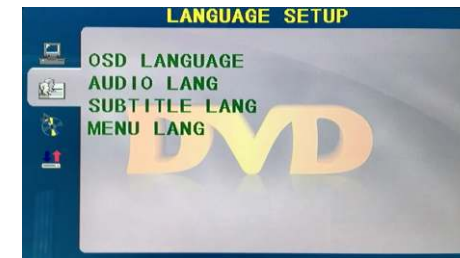 LANGUAGE SETUP
OSD LANGUAGE
AUDIO LANG
SUBTITLE LANG
MENU LANG
DVD